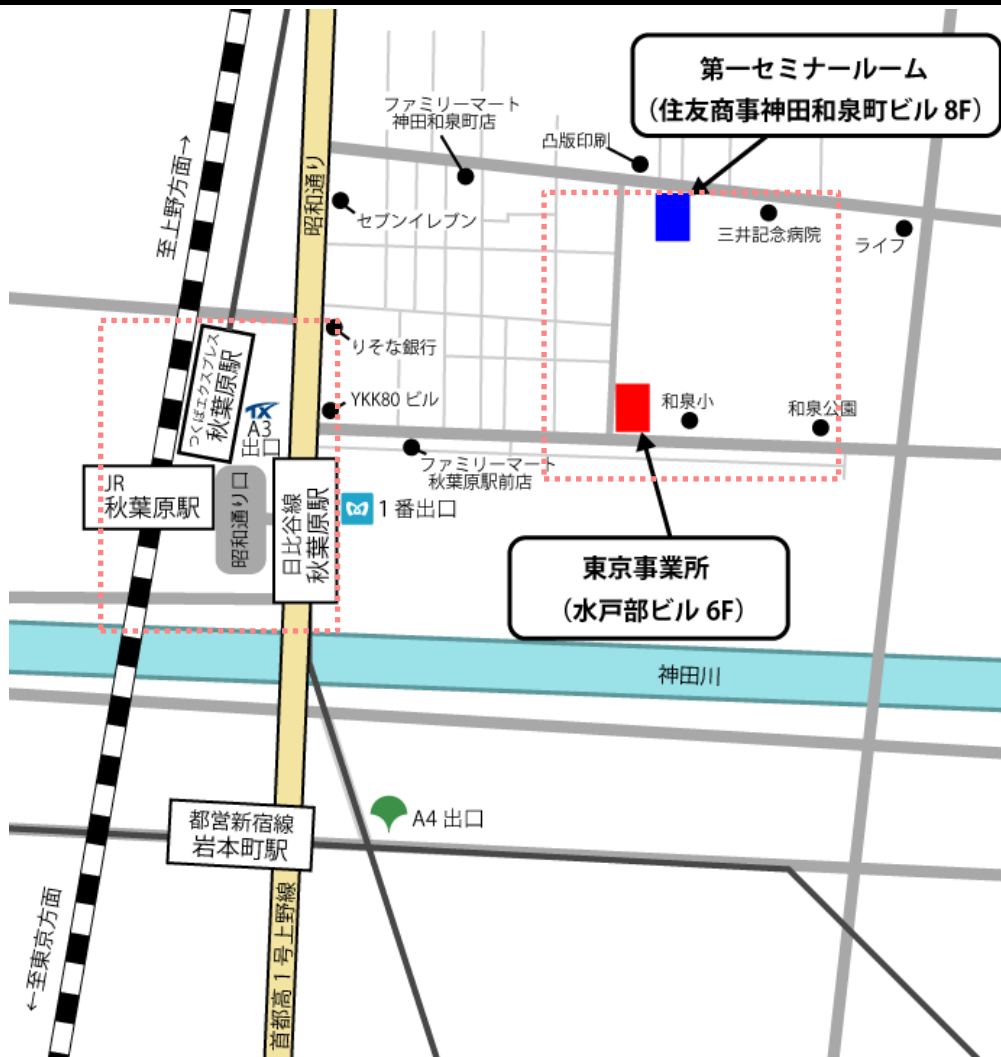 第一セミナールーム
（住友商事神田和泉町ビル 8F）
ファミリーマート
神田和泉町店
凸版印刷
至上野方面→
昭和通り
セブンイレブン
三井記念病院
ライフ
りそな銀行
つくばエクスプレス
秋葉原駅
TX
A3
出口
YKK80 ビル
和泉小
和泉公園
ファミリーマート
秋葉原駅前店
JR
秋葉原駅
昭和通り口
日比谷線
秋葉原駅
1 番出口
東京事業所
（水戸部ビル 6F）
神田川
都営新宿線
岩本町駅
A4 出口
首都高 1 号上野線
←至東京方面